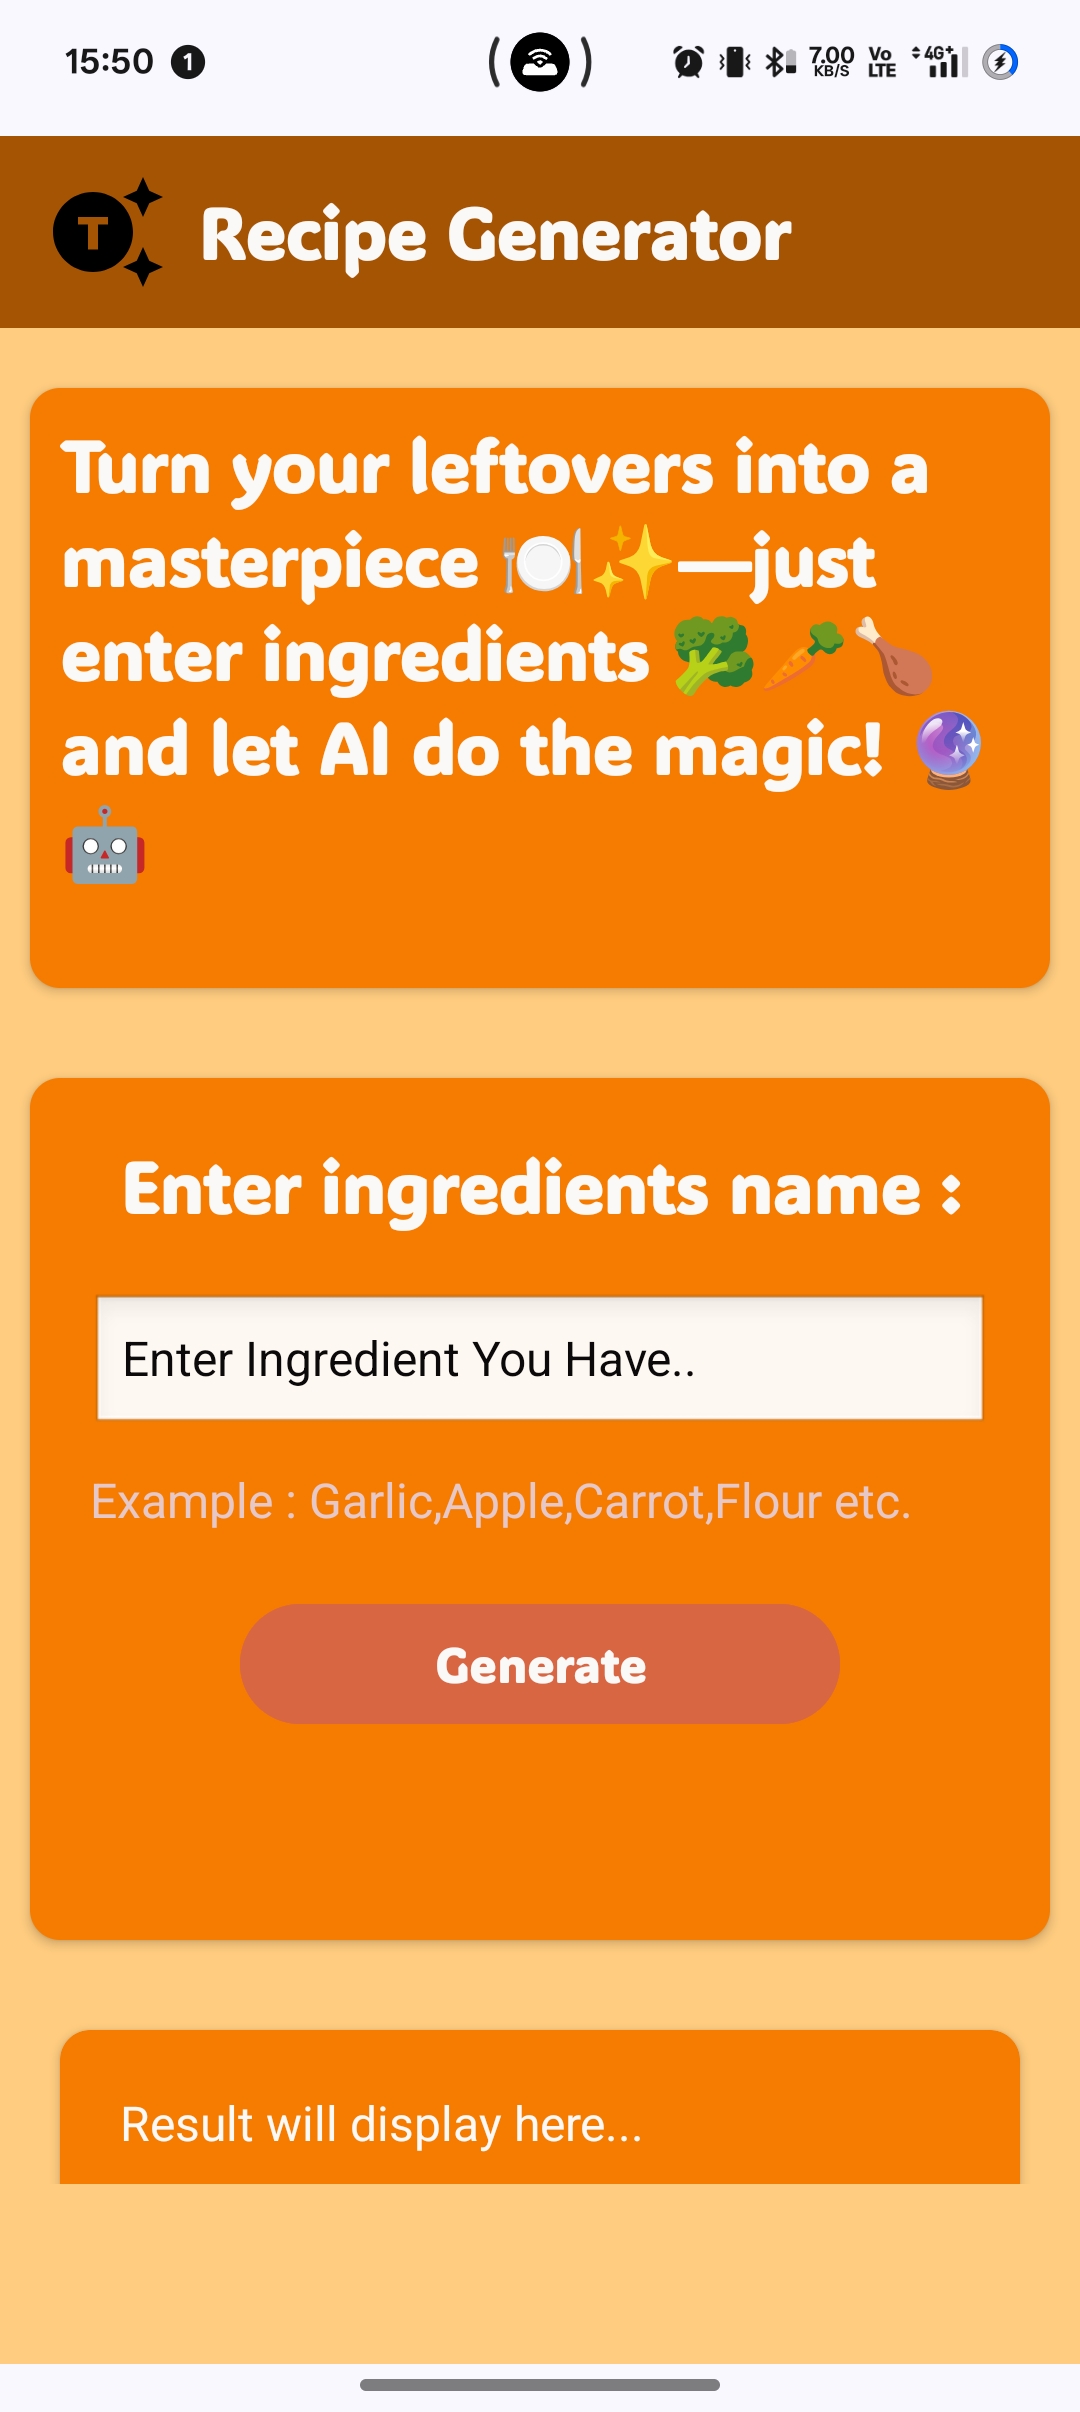 15:50 1 7.00 KB/S Vo LTE 4G+
T Recipe Generator
Turn your leftovers into a
masterpiece 🍽️✨—just
enter ingredients 🥦🥕🍗
and let AI do the magic! 🔮
🤖
Enter ingredients name :
Enter Ingredient You Have..
Example : Garlic,Apple,Carrot,Flour etc.
Generate
Result will display here...